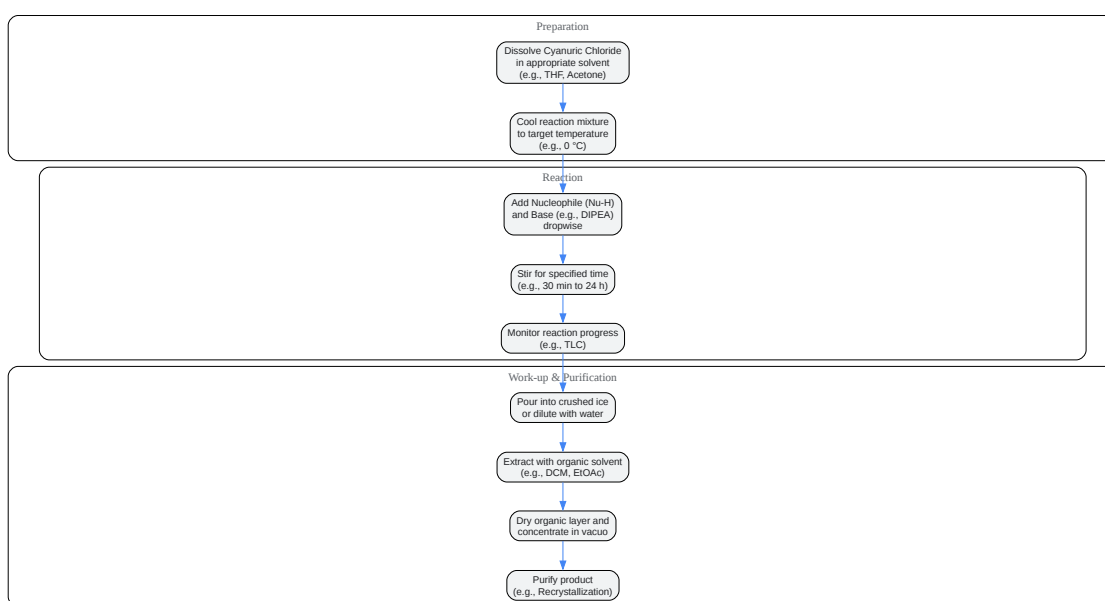 Preparation
Dissolve Cyanuric Chloride
in appropriate solvent
(e.g., THF, Acetone)
Cool reaction mixture
to target temperature
(e.g., 0 °C)
Reaction
Add Nucleophile (Nu-H)
and Base (e.g., DIPEA)
dropwise
Stir for specified time
(e.g., 30 min to 24 h)
Monitor reaction progress
(e.g., TLC)
Work-up & Purification
Pour into crushed ice
or dilute with water
Extract with organic solvent
(e.g., DCM, EtOAc)
Dry organic layer and
concentrate in vacuo
Purify product
(e.g., Recrystallization)